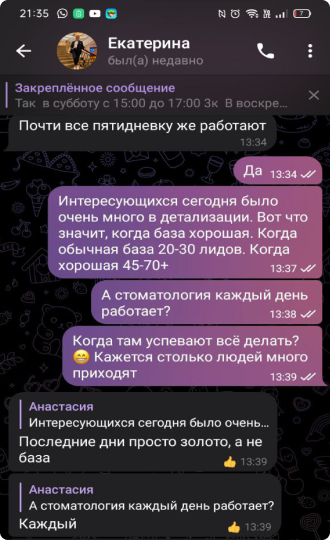 21:35
7
Екатерина
был(а) недавно
Закреплённое сообщение
Так в субботу с 15:00 до 17:00 3к В воскре...
Почти все пятидневку же работают
13:34
Да 13:34
Интересующихся сегодня было
очень много в детализации. Вот что
значит, когда база хорошая. Когда
обычная база 20-30 лидов. Когда
хорошая 45-70+
13:37
А стоматология каждый день
работает?
13:38
Когда там успевают всё делать?
😁 Кажется столько людей много
приходят
13:39
Анастасия
Интересующихся сегодня было очень...
Последние дни просто золото, а не
база
👍 13:39
Анастасия
А стоматология каждый день работает?
Каждый
👍 13:39